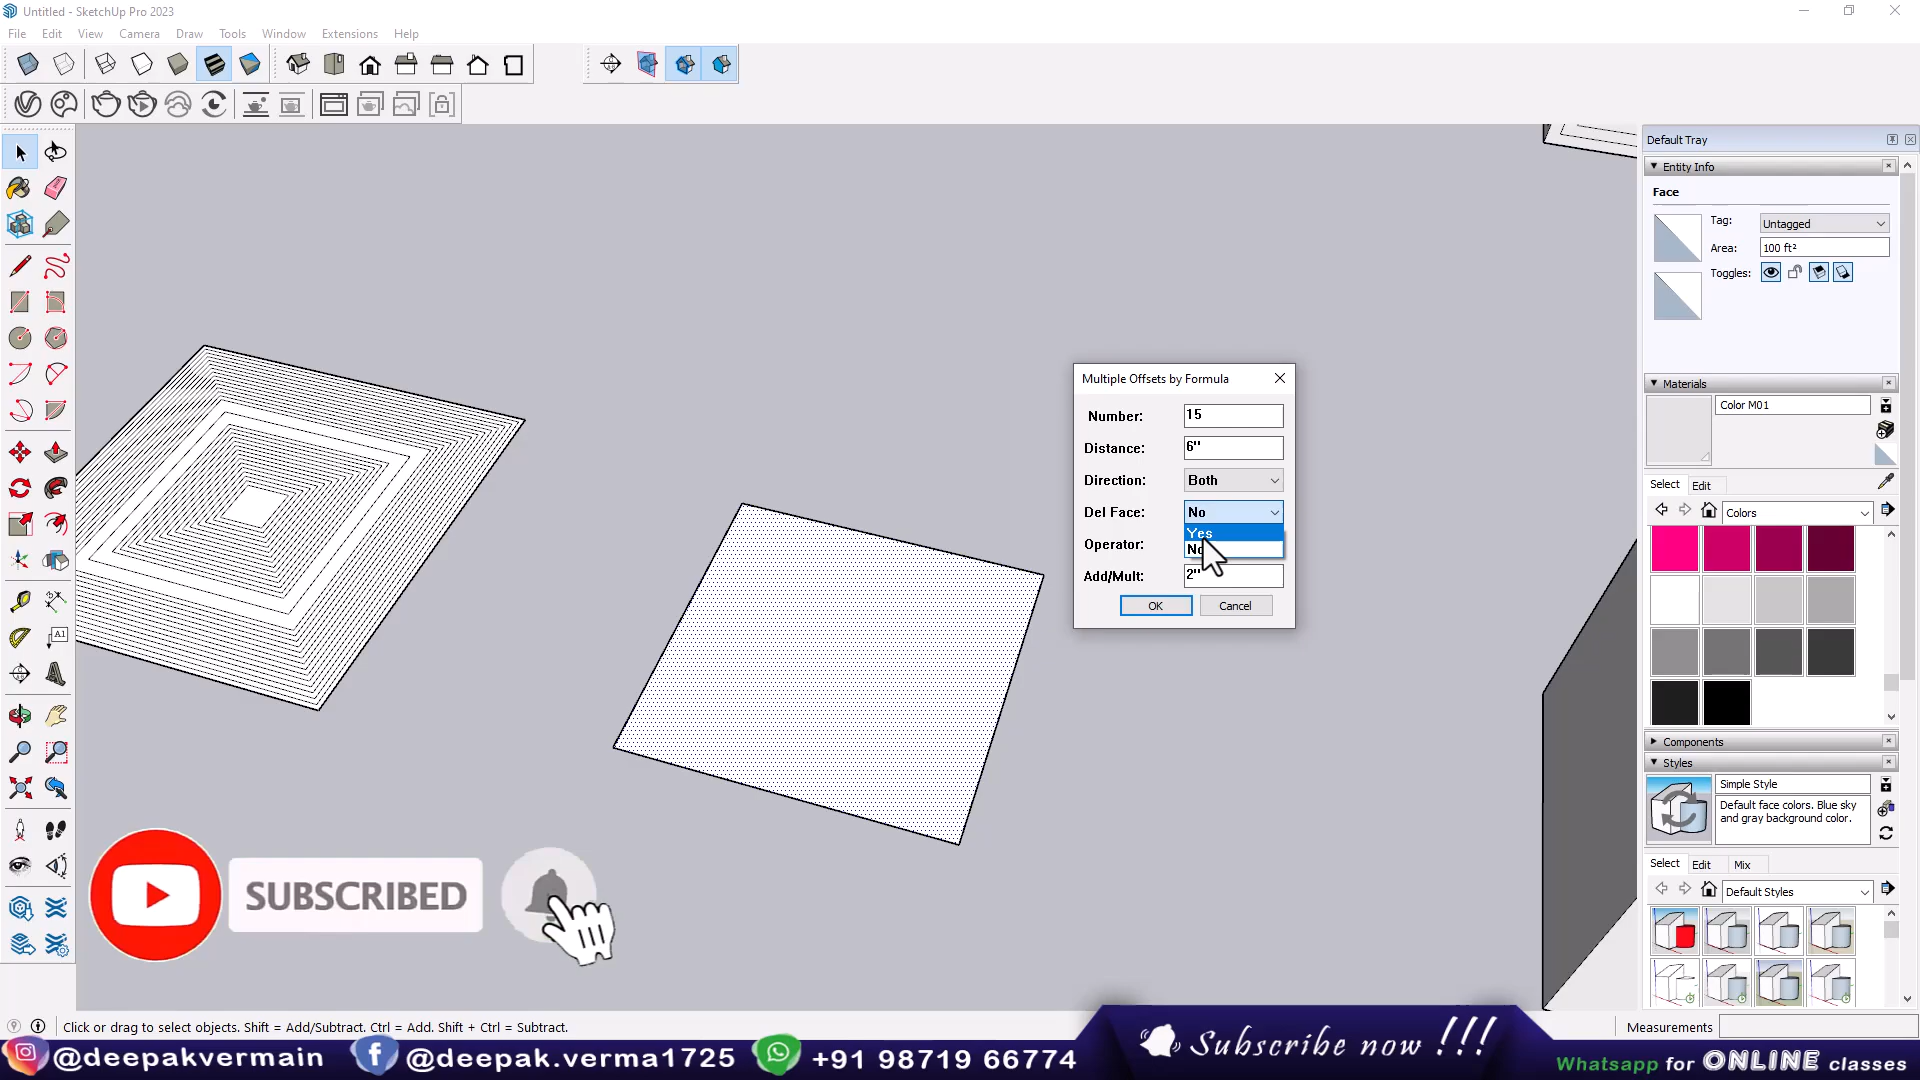 Untitled - SketchUp Pro 2023
File Edit View Camera Draw Tools Window Extensions Help
Default Tray
Entity Info
Face
Tag: Untagged
Area: 100 ft²
Toggles:
Materials
Color M01
Select Edit
Colors
Components
Styles
Simple Style
Default face colors. Blue sky
and gray background color.
Select Edit Mix
Default Styles
Multiple Offsets by Formula
Number: 15
Distance: 6"
Direction: Both
Del Face: No
Yes
No
Operator:
Add/Mult: 2"
OK Cancel
A1
SUBSCRIBED
Click or drag to select objects. Shift = Add/Subtract. Ctrl = Add. Shift + Ctrl = Subtract.
Measurements
@deepakvermain @deepak.verma1725 +91 98719 66774
Subscribe now !!!
Whatsapp for ONLINE classes